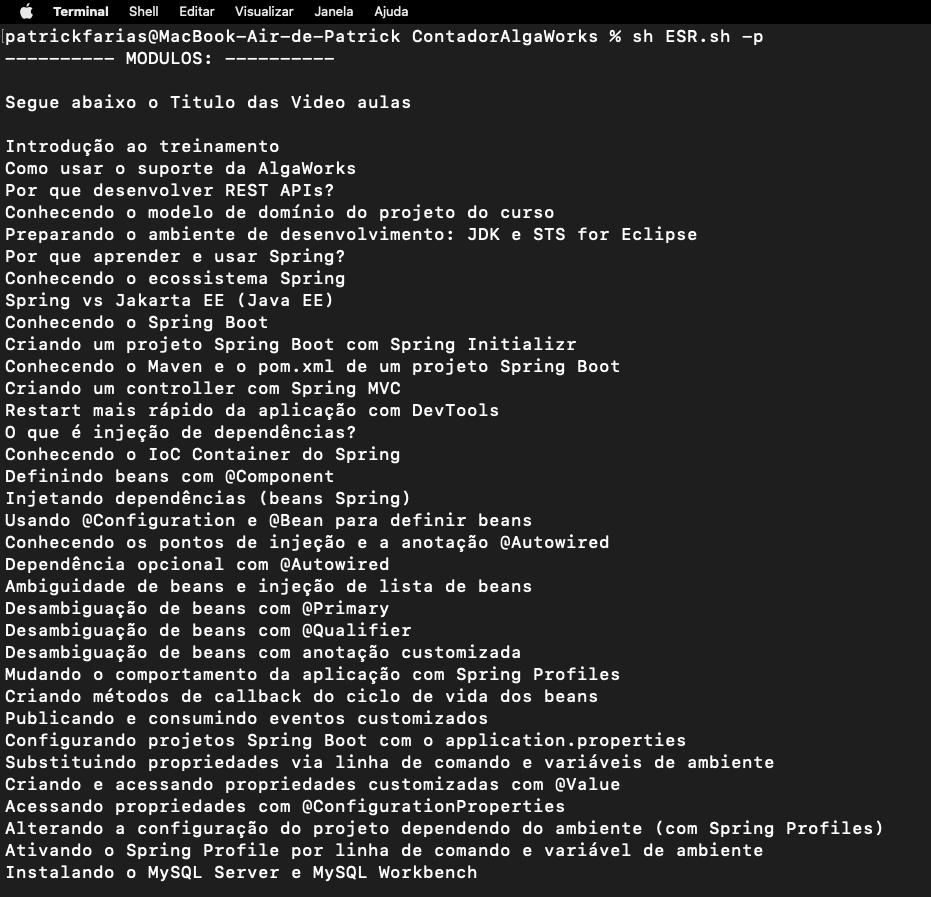 Terminal Shell Editar Visualizar Janela Ajuda
[patrickfarias@MacBook-Air-de-Patrick ContadorAlgaWorks % sh ESR.sh -p
---------- MODULOS: ----------
Segue abaixo o Titulo das Video aulas
Introdução ao treinamento
Como usar o suporte da AlgaWorks
Por que desenvolver REST APIs?
Conhecendo o modelo de domínio do projeto do curso
Preparando o ambiente de desenvolvimento: JDK e STS for Eclipse
Por que aprender e usar Spring?
Conhecendo o ecossistema Spring
Spring vs Jakarta EE (Java EE)
Conhecendo o Spring Boot
Criando um projeto Spring Boot com Spring Initializr
Conhecendo o Maven e o pom.xml de um projeto Spring Boot
Criando um controller com Spring MVC
Restart mais rápido da aplicação com DevTools
O que é injeção de dependências?
Conhecendo o IoC Container do Spring
Definindo beans com @Component
Injetando dependências (beans Spring)
Usando @Configuration e @Bean para definir beans
Conhecendo os pontos de injeção e a anotação @Autowired
Dependência opcional com @Autowired
Ambiguidade de beans e injeção de lista de beans
Desambiguação de beans com @Primary
Desambiguação de beans com @Qualifier
Desambiguação de beans com anotação customizada
Mudando o comportamento da aplicação com Spring Profiles
Criando métodos de callback do ciclo de vida dos beans
Publicando e consumindo eventos customizados
Configurando projetos Spring Boot com o application.properties
Substituindo propriedades via linha de comando e variáveis de ambiente
Criando e acessando propriedades customizadas com @Value
Acessando propriedades com @ConfigurationProperties
Alterando a configuração do projeto dependendo do ambiente (com Spring Profiles)
Ativando o Spring Profile por linha de comando e variável de ambiente
Instalando o MySQL Server e MySQL Workbench